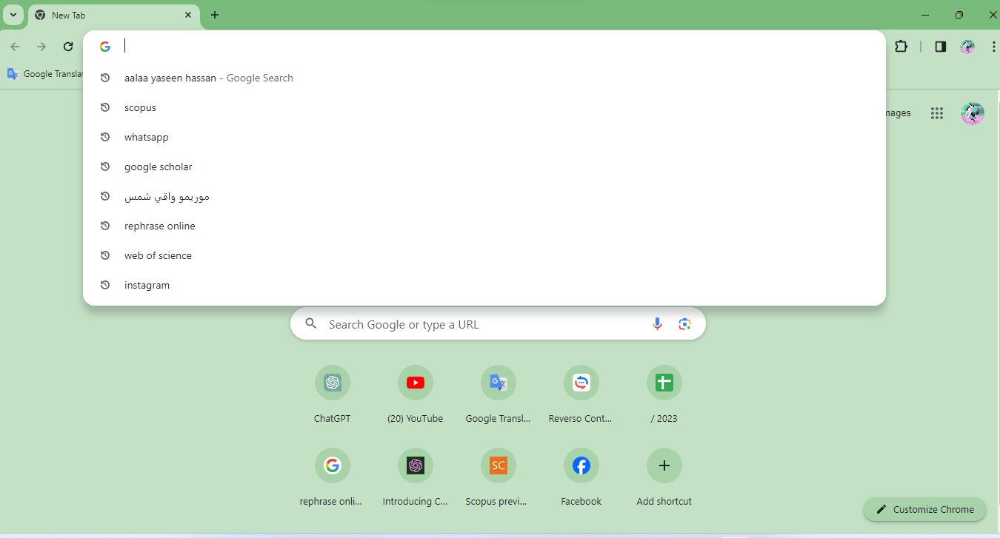 New Tab
Google Transla
aalaa yaseen hassan - Google Search
scopus
whatsapp
google scholar
موريمو واقي شمس
rephrase online
web of science
instagram
mages
Search Google or type a URL
ChatGPT
(20) YouTube
Google Transl...
Reverso Cont...
/ 2023
SC
rephrase onli...
Introducing C...
Scopus previ...
Facebook
Add shortcut
Customize Chrome